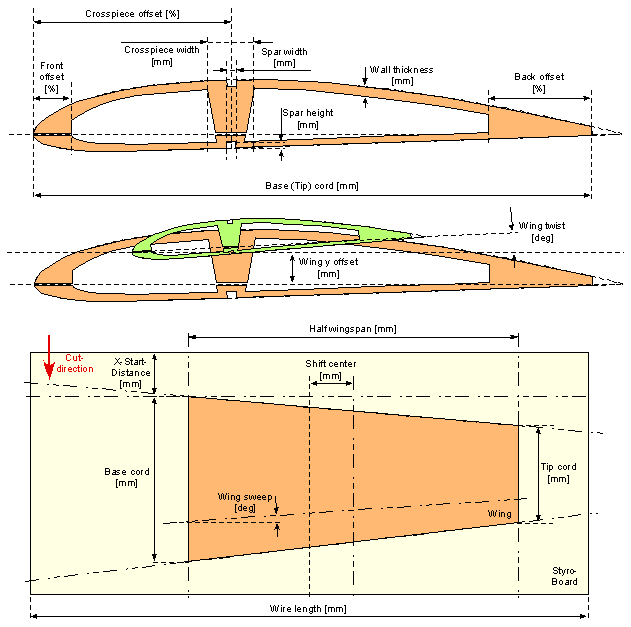 Crosspiece offset [%]
Crosspiece width
[mm]
Spar width
[mm]
Front
offset
[%]
Wall thickness
[mm]
Back offset
[%]
Spar height
[mm]
Base (Tip) cord [mm]
Wing twist
[deg]
Wing y offset
[mm]
Half wingspan [mm]
Cut-
direction
X-Start-
Distance
[mm]
Shift center
[mm]
Base cord
[mm]
Tip cord
[mm]
Wing sweep
[deg]
Wing
Styro-
Board
Wire length [mm]